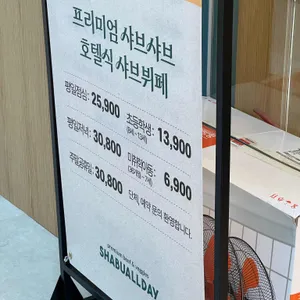 프리미엄 샤브샤브
호텔식 샤브뷔페
평일점심: 25,900 초등학생: 13,900
평일저녁: 30,800 미취학아동: 6,900
주말공휴일: 30,800 단체, 예약 문의 환영합니다.
SHABUALLDAY